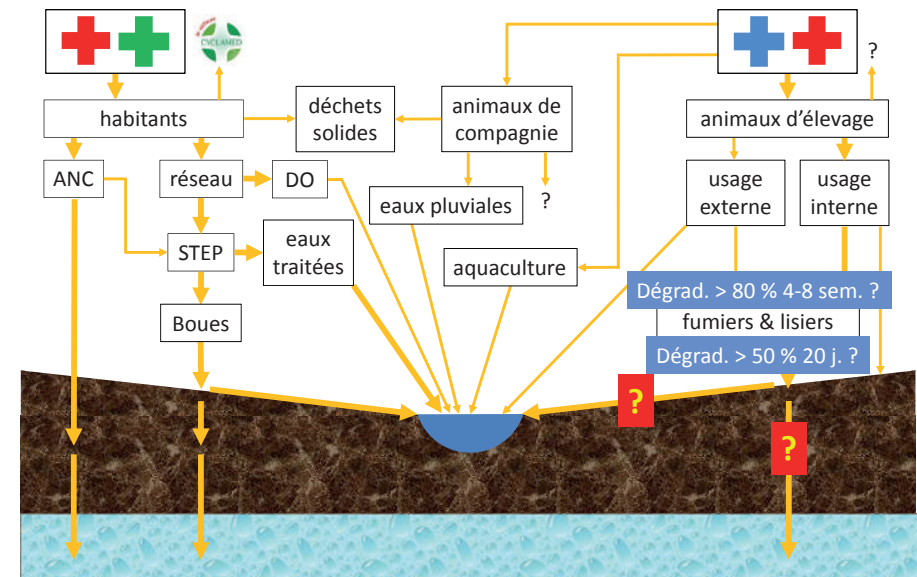 CYCLAMED
?
habitants
déchets
solides
animaux de
compagnie
animaux d'élevage
ANC
réseau
DO
eaux pluviales
?
usage
externe
usage
interne
STEP
eaux
traitées
aquaculture
Dégrad. > 80 % 4-8 sem. ?
Boues
fumiers & lisiers
Dégrad. > 50 % 20 j. ?
?
?